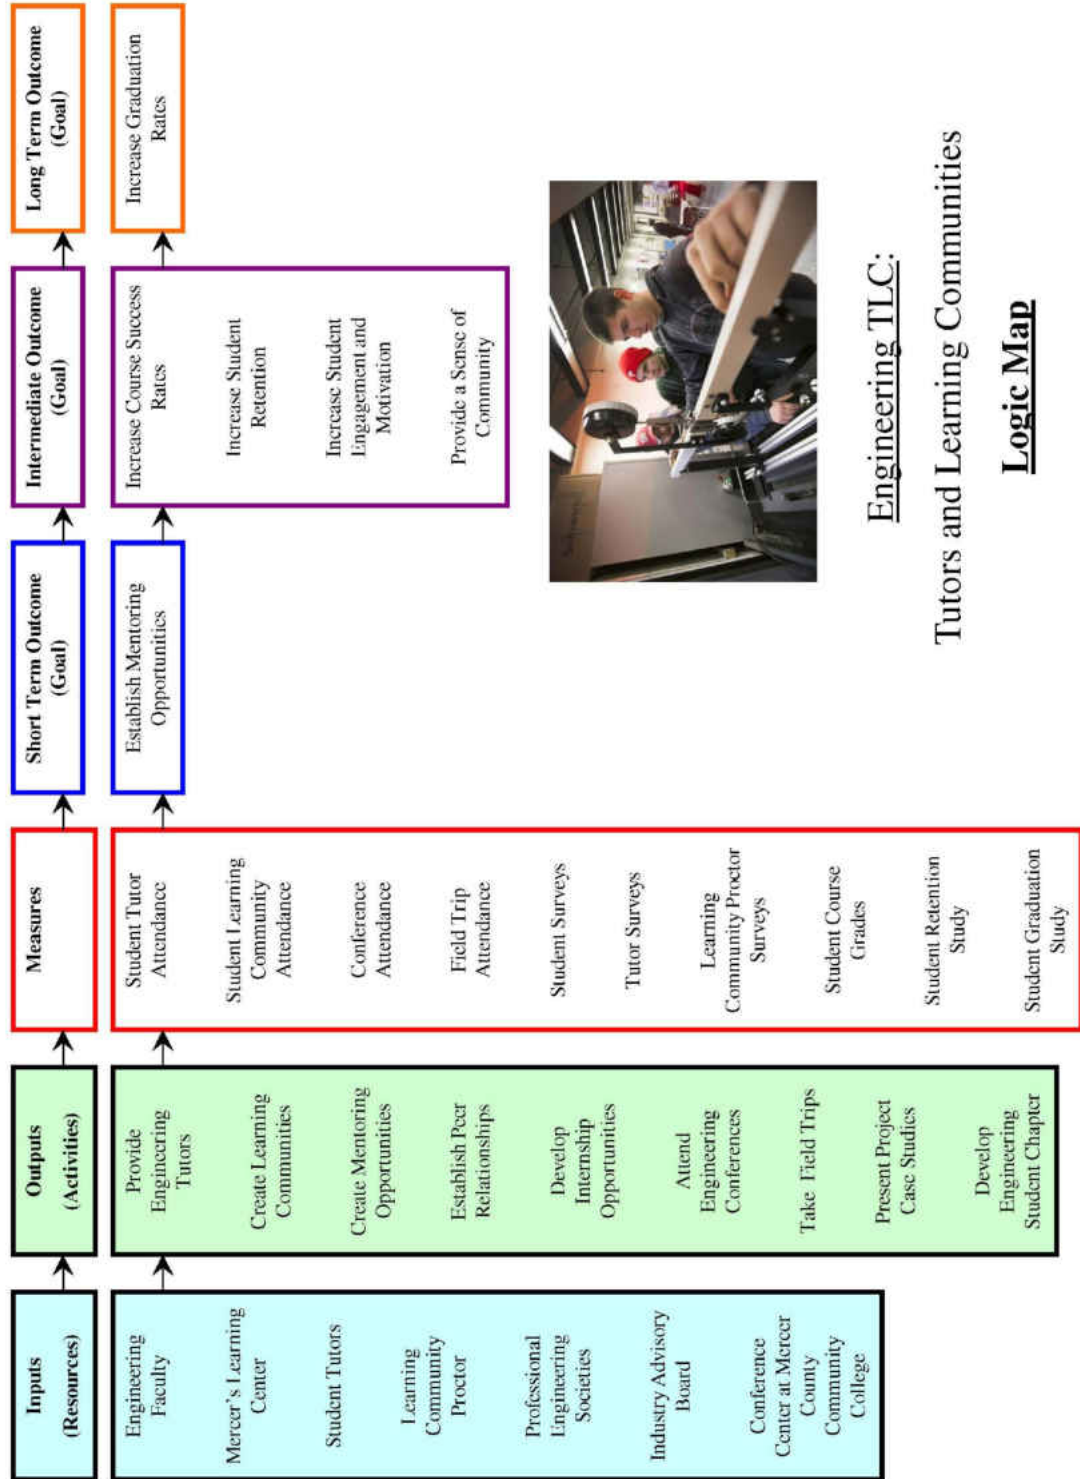 Inputs
(Resources)
Outputs
(Activities)
Measures
Short Term Outcome
(Goal)
Intermediate Outcome
(Goal)
Long Term Outcome
(Goal)
Engineering
Faculty
Mercer's Learning
Center
Student Tutors
Learning
Community
Proctor
Professional
Engineering
Societies
Industry Advisory
Board
Conference
Center at Mercer
County
Community
College
Provide
Engineering
Tutors
Create Learning
Communities
Create Mentoring
Opportunities
Establish Peer
Relationships
Develop
Internship
Opportunities
Attend
Engineering
Conferences
Take Field Trips
Present Project
Case Studies
Develop
Engineering
Student Chapter
Student Tutor
Attendance
Student Learning
Community
Attendance
Conference
Attendance
Field Trip
Attendance
Student Surveys
Tutor Surveys
Learning
Community Proctor
Surveys
Student Course
Grades
Student Retention
Study
Student Graduation
Study
Establish Mentoring
Opportunities
Increase Course Success
Rates
Increase Student
Retention
Increase Student
Engagement and
Motivation
Provide a Sense of
Community
Increase Graduation
Rates
Engineering TLC:
Tutors and Learning Communities
Logic Map